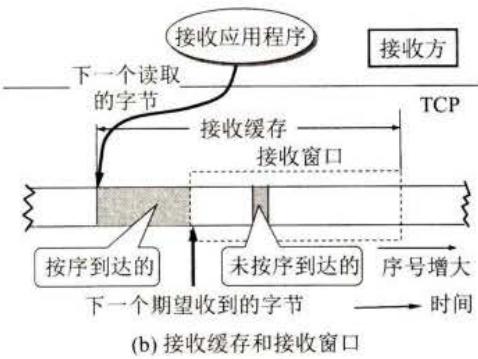 接收应用程序
接收方
下一个读取
的字节
TCP
接收缓存
接收窗口
按序到达的
未按序到达的
序号增大
下一个期望收到的字节
时间
(b) 接收缓存和接收窗口